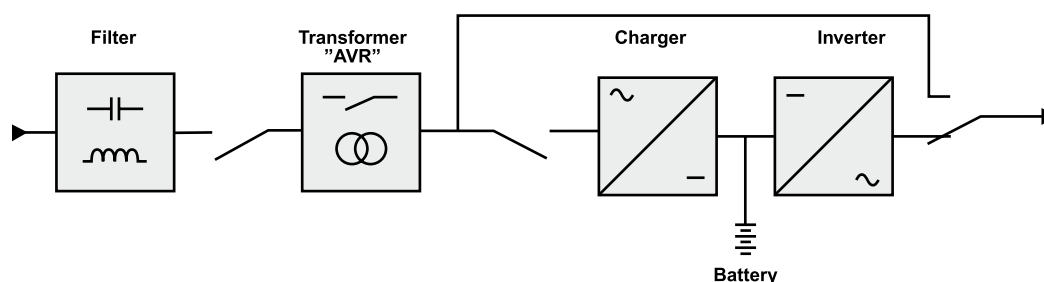 Filter
Transformer
”AVR”
Charger
Inverter
Battery